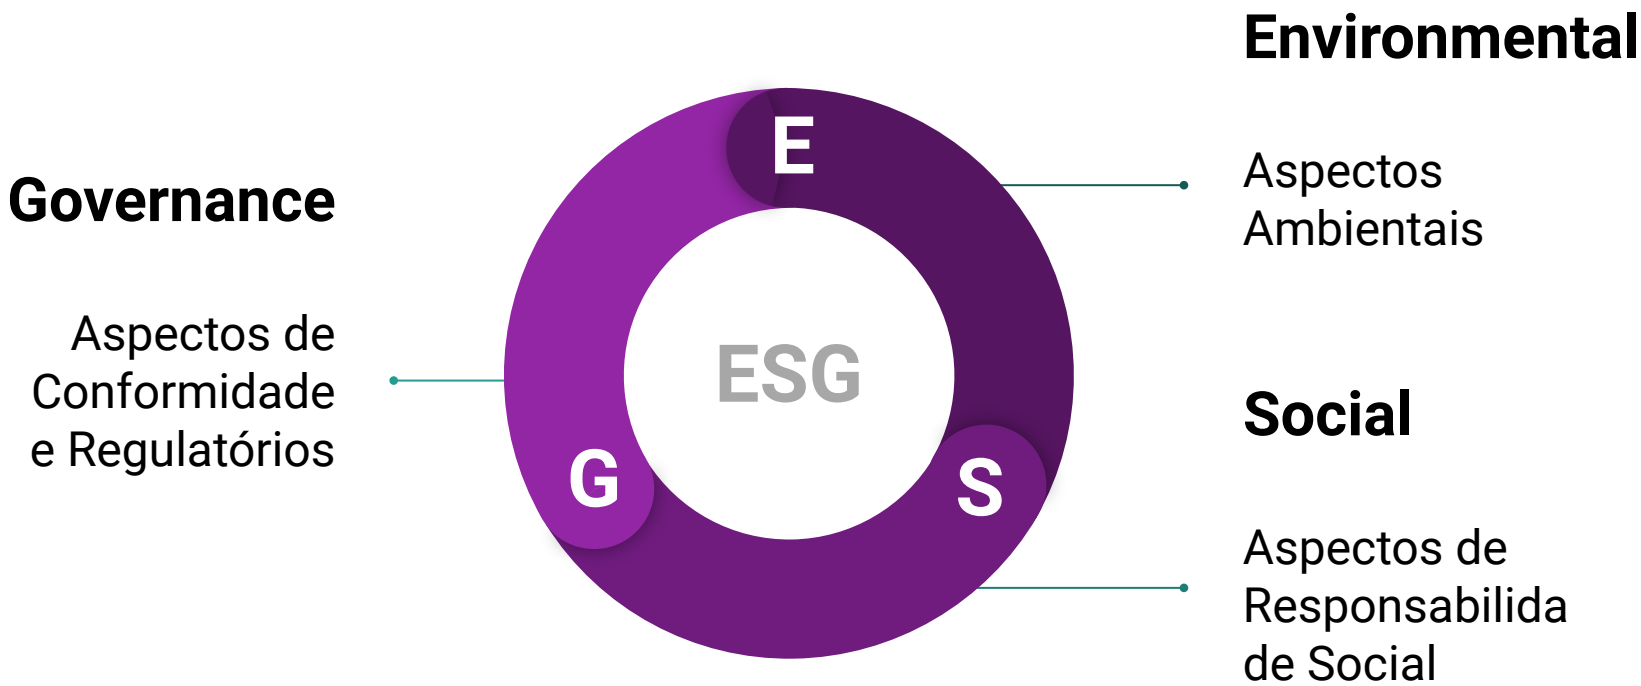 Environmental
Aspectos
Ambientais
E
Governance
Aspectos de
Conformidade
e Regulatórios
ESG
G
S
Social
Aspectos de
Responsabilida
de Social